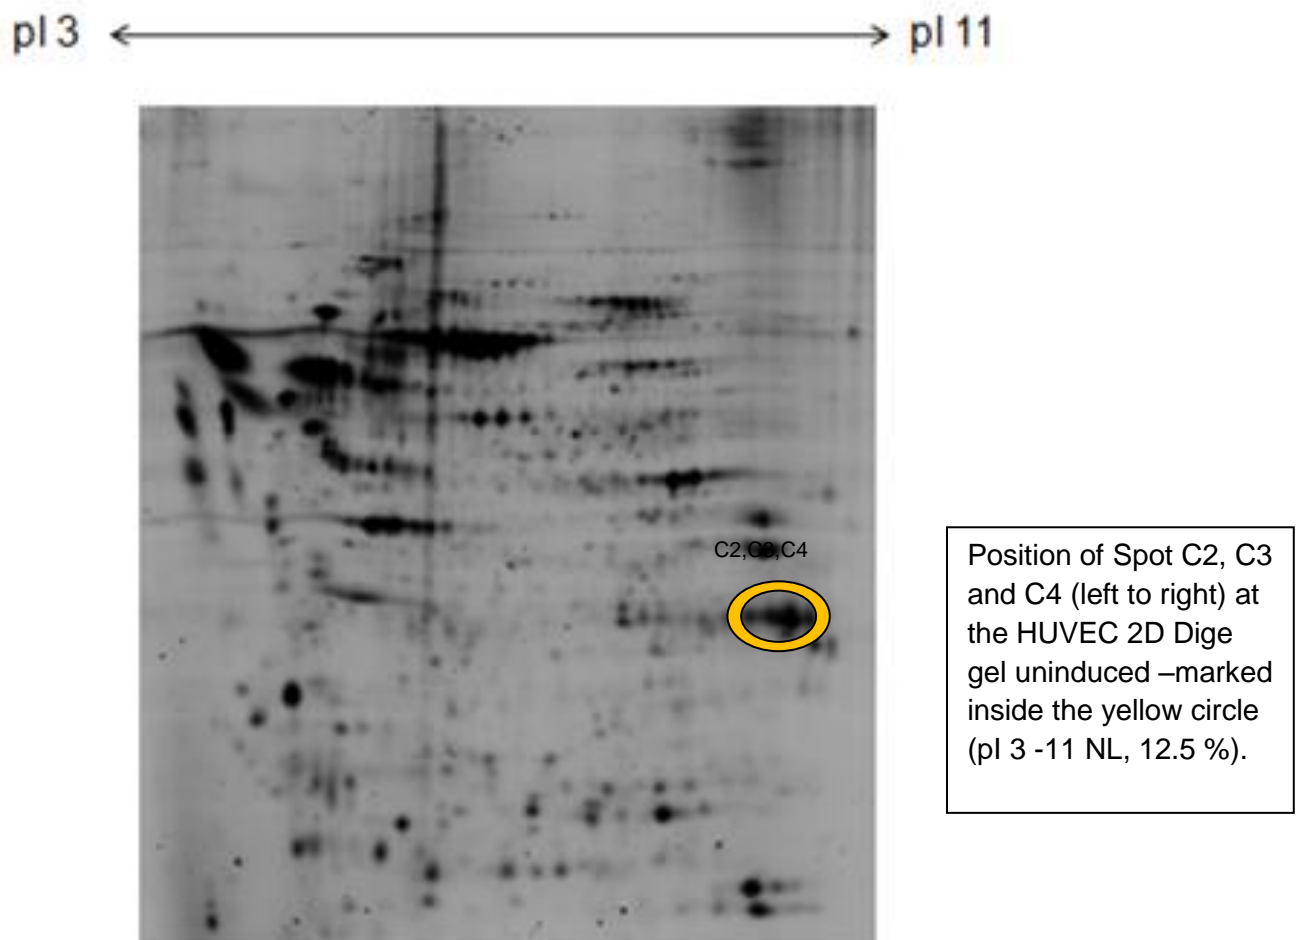 pI 3 pI 11
C2,C3,C4
Position of Spot C2, C3
and C4 (left to right) at
the HUVEC 2D Dige
gel uninduced –marked
inside the yellow circle
(pI 3 -11 NL, 12.5 %).